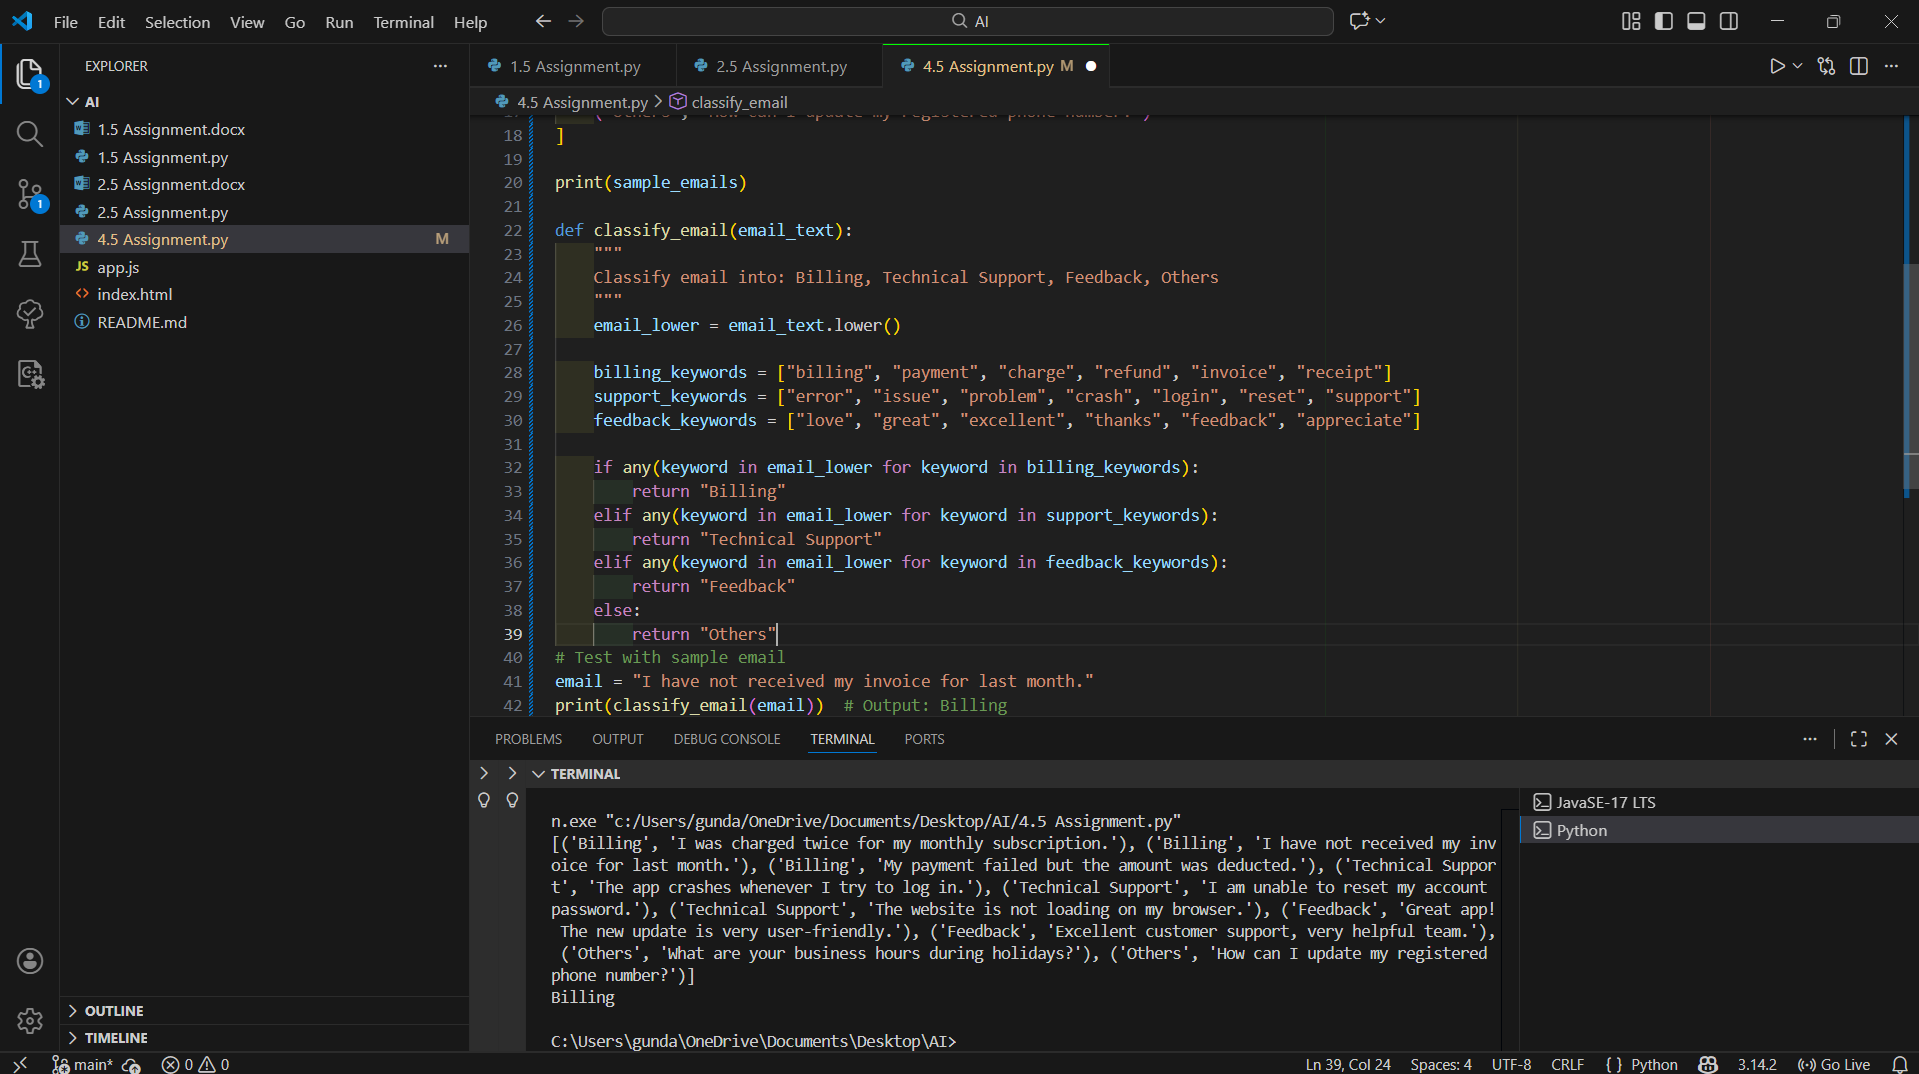 File Edit Selection View Go Run Terminal Help
AI
EXPLORER
AI
1.5 Assignment.docx
1.5 Assignment.py
2.5 Assignment.docx
2.5 Assignment.py
4.5 Assignment.py M
JS app.js
index.html
README.md
OUTLINE
TIMELINE
1
1
1.5 Assignment.py
2.5 Assignment.py
4.5 Assignment.py M
4.5 Assignment.py > classify_email
18 ]
19
20 print(sample_emails)
21
22 def classify_email(email_text):
23 """
24 Classify email into: Billing, Technical Support, Feedback, Others
25 """
26 email_lower = email_text.lower()
27
28 billing_keywords = ["billing", "payment", "charge", "refund", "invoice", "receipt"]
29 support_keywords = ["error", "issue", "problem", "crash", "login", "reset", "support"]
30 feedback_keywords = ["love", "great", "excellent", "thanks", "feedback", "appreciate"]
31
32 if any(keyword in email_lower for keyword in billing_keywords):
33 return "Billing"
34 elif any(keyword in email_lower for keyword in support_keywords):
35 return "Technical Support"
36 elif any(keyword in email_lower for keyword in feedback_keywords):
37 return "Feedback"
38 else:
39 return "Others"
40 # Test with sample email
41 email = "I have not received my invoice for last month."
42 print(classify_email(email)) # Output: Billing
PROBLEMS OUTPUT DEBUG CONSOLE TERMINAL PORTS
TERMINAL
n.exe "c:/Users/gunda/OneDrive/Documents/Desktop/AI/4.5 Assignment.py"
[('Billing', 'I was charged twice for my monthly subscription.'), ('Billing', 'I have not received my inv
oice for last month.'), ('Billing', 'My payment failed but the amount was deducted.'), ('Technical Suppor
t', 'The app crashes whenever I try to log in.'), ('Technical Support', 'I am unable to reset my account
password.'), ('Technical Support', 'The website is not loading on my browser.'), ('Feedback', 'Great app!
The new update is very user-friendly.'), ('Feedback', 'Excellent customer support, very helpful team.'),
('Others', 'What are your business hours during holidays?'), ('Others', 'How can I update my registered
phone number?')]
Billing
C:\Users\gunda\OneDrive\Documents\Desktop\AI>
JavaSE-17 LTS
Python
main* 0 0
Ln 39, Col 24 Spaces: 4 UTF-8 CRLF { } Python 3.14.2 Go Live